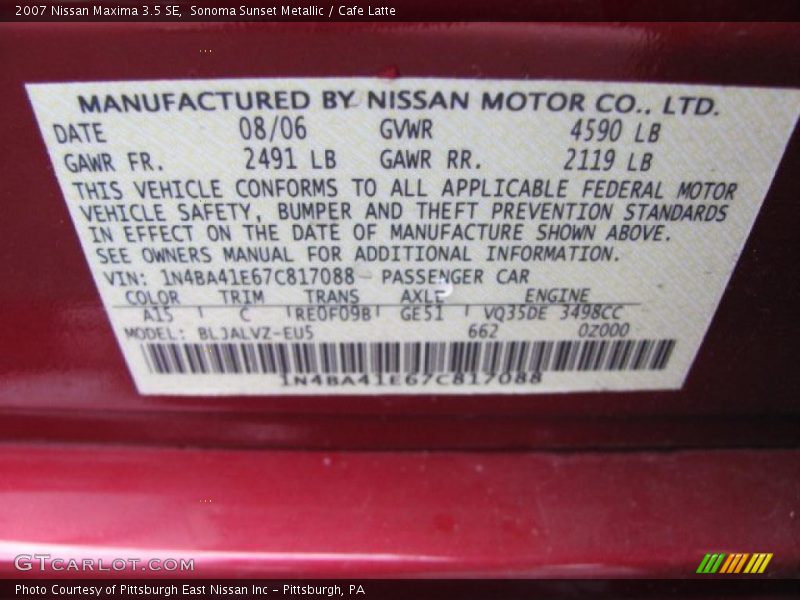 2007 Nissan Maxima 3.5 SE, Sonoma Sunset Metallic / Cafe Latte
MANUFACTURED BY NISSAN MOTOR CO., LTD.
DATE 08/06 GVWR 4590 LB
GAWR FR. 2491 LB GAWR RR. 2119 LB
THIS VEHICLE CONFORMS TO ALL APPLICABLE FEDERAL MOTOR
VEHICLE SAFETY, BUMPER AND THEFT PREVENTION STANDARDS
IN EFFECT ON THE DATE OF MANUFACTURE SHOWN ABOVE.
SEE OWNERS MANUAL FOR ADDITIONAL INFORMATION.
VIN: 1N4BA41E67C817088 PASSENGER CAR
COLOR TRIM TRANS AXLE ENGINE
A15 C RE0F09B GE51 VQ35DE 3498CC
MODEL: BLJALVZ-EU5 662 0Z000
1N4BA41E67C817088
GTCARLOT.COM
Photo Courtesy of Pittsburgh East Nissan Inc - Pittsburgh, PA